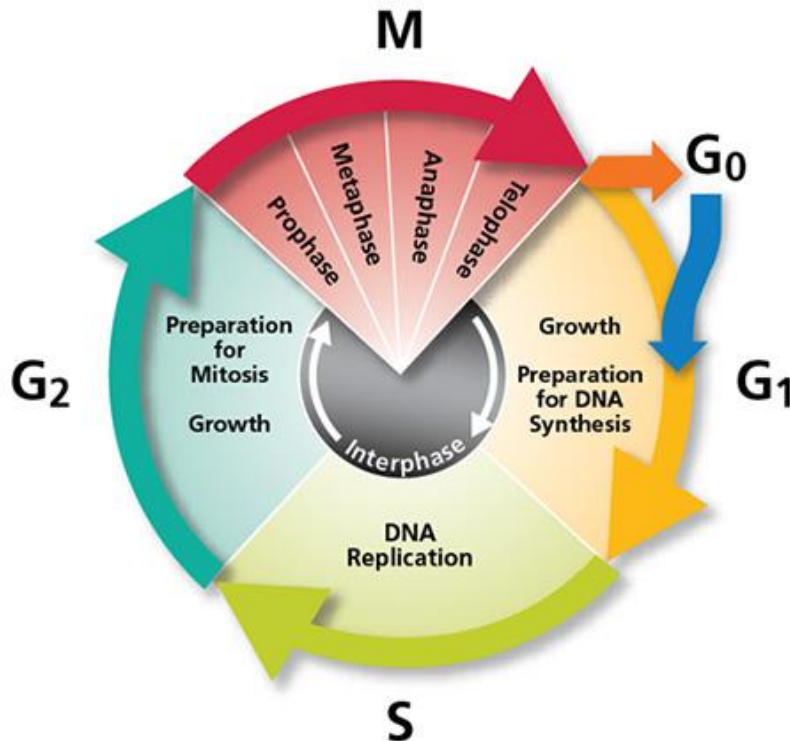 M
G0
Prophase
Metaphase
Anaphase
Telophase
Preparation
for
Mitosis
Growth
Growth
Preparation
for DNA
Synthesis
G2
G1
Interphase
DNA
Replication
S